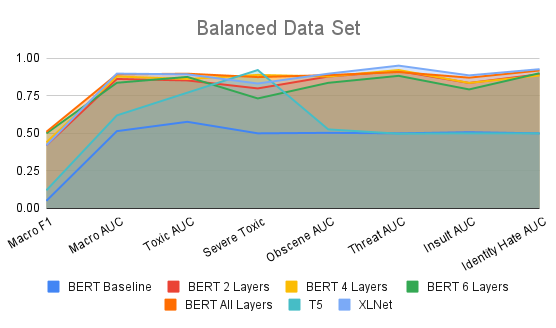 Balanced Data Set
1.00
0.75
0.50
0.25
0.00
Macro F1
Macro AUC
Toxic AUC
Severe Toxic
Obscene AUC
Threat AUC
Insult AUC
Identity Hate AUC
BERT Baseline BERT 2 Layers BERT 4 Layers BERT 6 Layers
BERT All Layers T5 XLNet